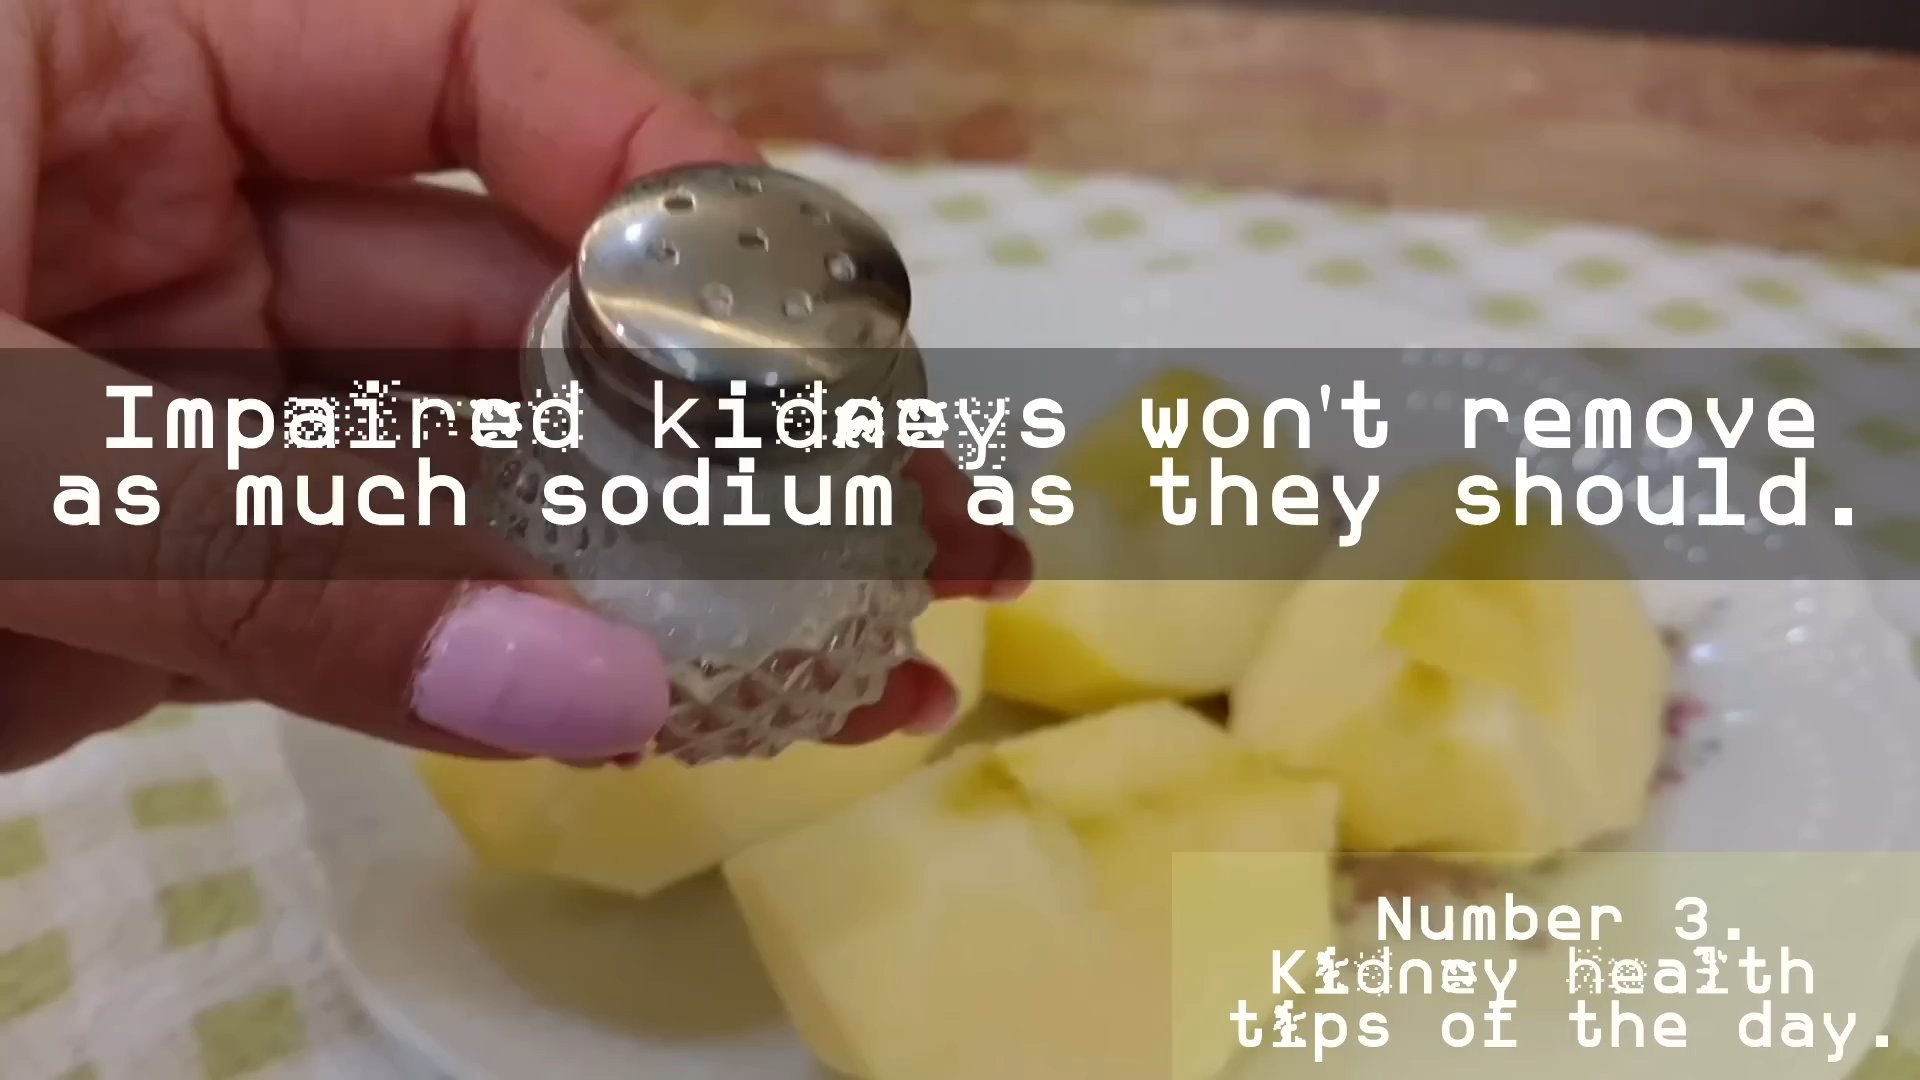 Impaired kidneys won't remove
as much sodium as they should.
Number 3.
Kidney health
tips of the day.